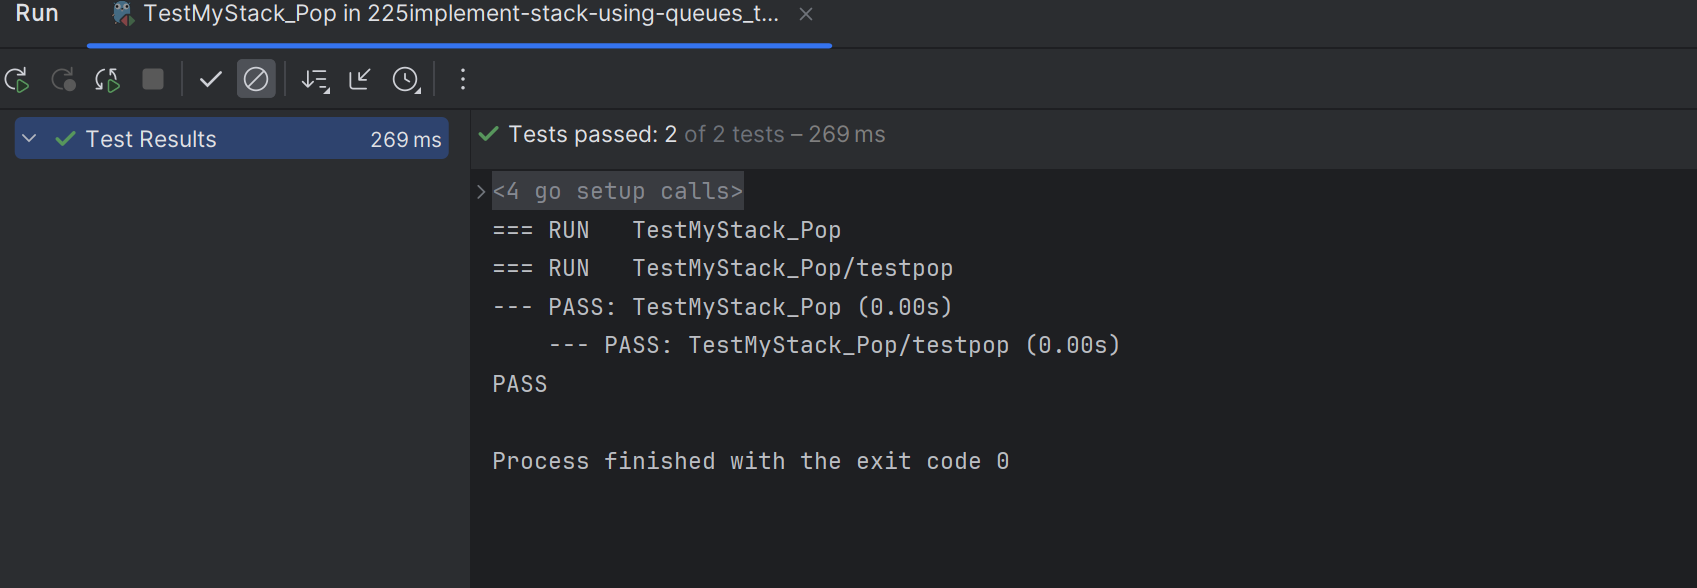 Run TestMyStack_Pop in 225implement-stack-using-queues_t...
Test Results 269 ms
Tests passed: 2 of 2 tests – 269 ms
<4 go setup calls>
=== RUN   TestMyStack_Pop
=== RUN   TestMyStack_Pop/testpop
--- PASS: TestMyStack_Pop (0.00s)
    --- PASS: TestMyStack_Pop/testpop (0.00s)
PASS
Process finished with the exit code 0